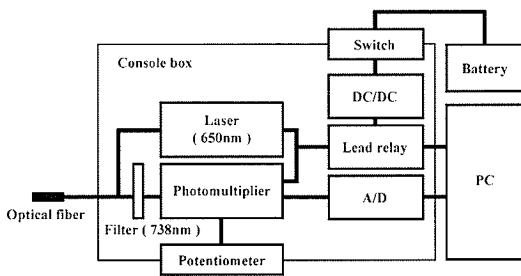 Switch
Console box
Battery
DC/DC
Laser
( 650nm )
Lead relay
PC
Photomultiplier
A/D
Optical fiber
Filter ( 738nm )
Potentiometer